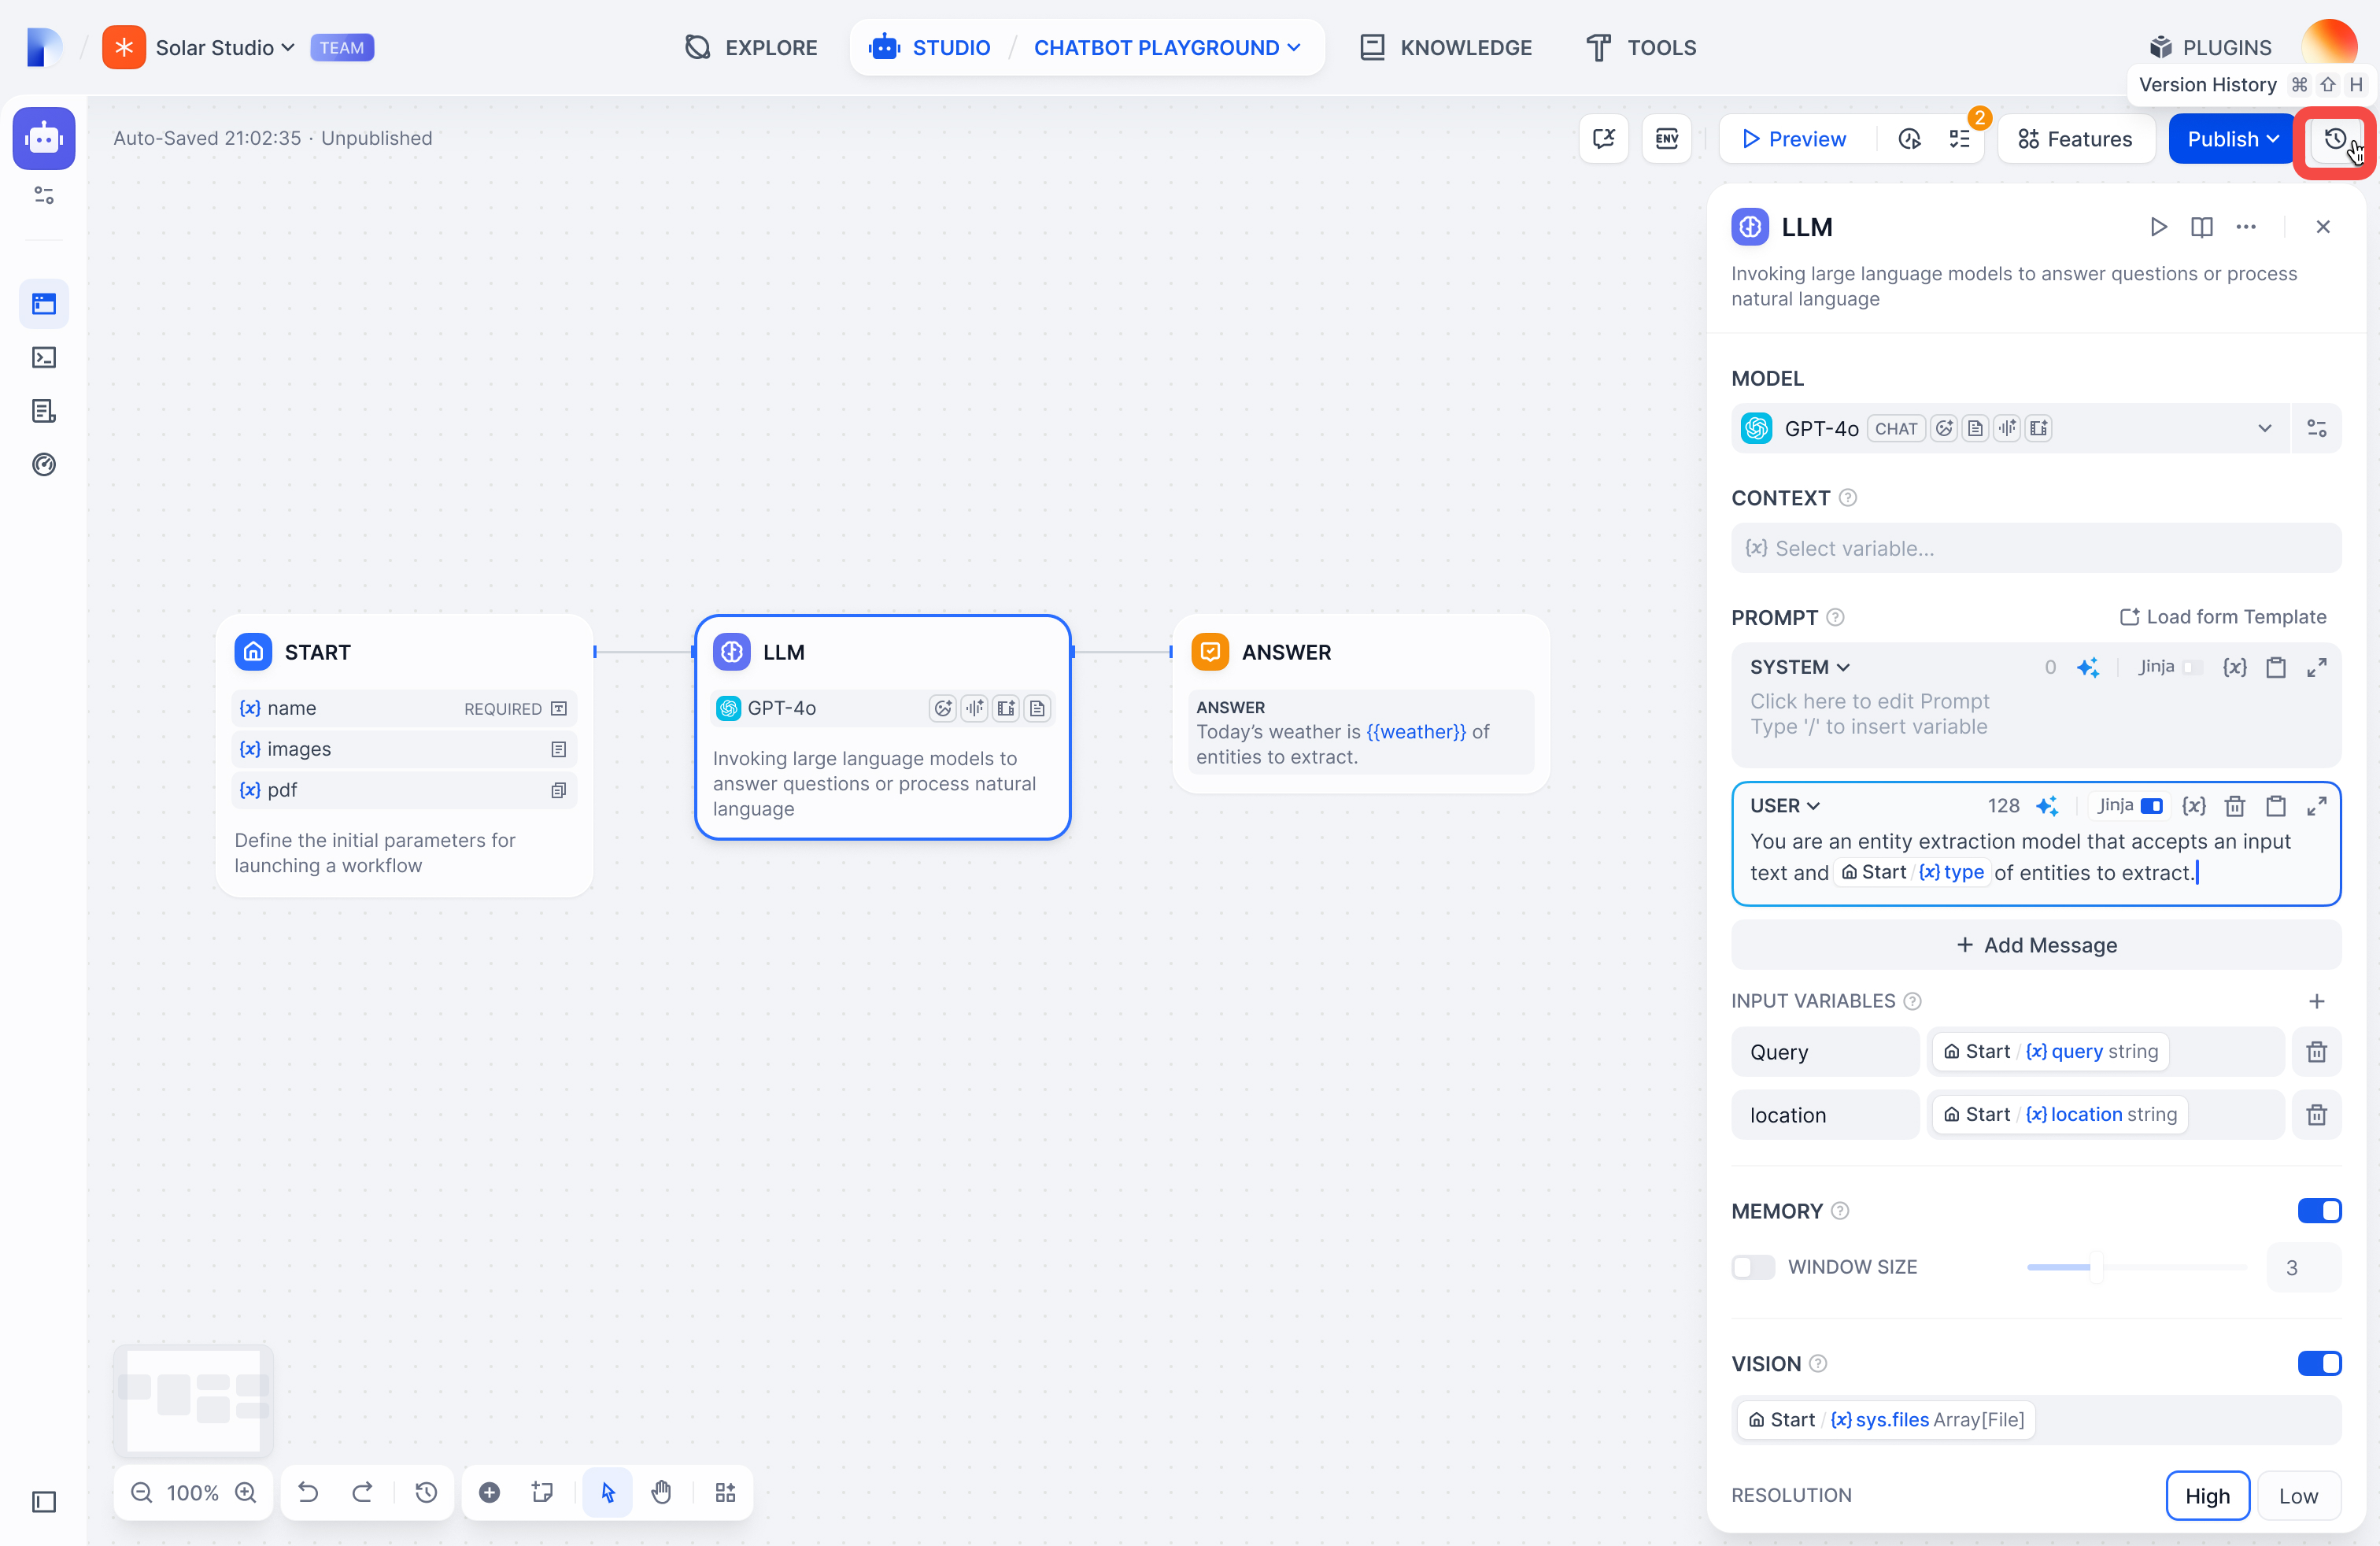 Solar Studio
TEAM
EXPLORE
STUDIO / CHATBOT PLAYGROUND
KNOWLEDGE
TOOLS
PLUGINS
Version History ⌘ ⇧ H
Auto-Saved 21:02:35 · Unpublished
ENV
Preview
2
Features
Publish
START
{x} name REQUIRED
{x} images
{x} pdf
Define the initial parameters for
launching a workflow
LLM
GPT-4o
Invoking large language models to
answer questions or process natural
language
ANSWER
ANSWER
Today's weather is {{weather}} of
entities to extract.
100%
LLM
Invoking large language models to answer questions or process
natural language
MODEL
GPT-4o CHAT
CONTEXT
{x} Select variable...
PROMPT
Load form Template
SYSTEM 0 Jinja {x}
Click here to edit Prompt
Type '/' to insert variable
USER 128 Jinja {x}
You are an entity extraction model that accepts an input
text and Start / {x} type of entities to extract.
+ Add Message
INPUT VARIABLES
Query Start / {x} query string
location Start / {x} location string
MEMORY
WINDOW SIZE 3
VISION
Start / {x} sys.files Array[File]
RESOLUTION High Low